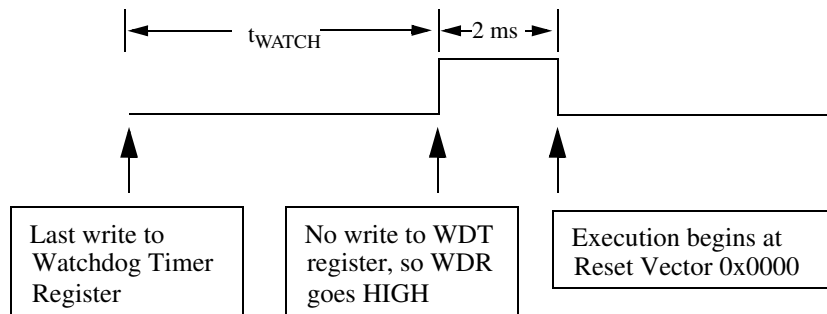 tWATCH
2 ms
Last write to
Watchdog Timer
Register
No write to WDT
register, so WDR
goes HIGH
Execution begins at
Reset Vector 0x0000